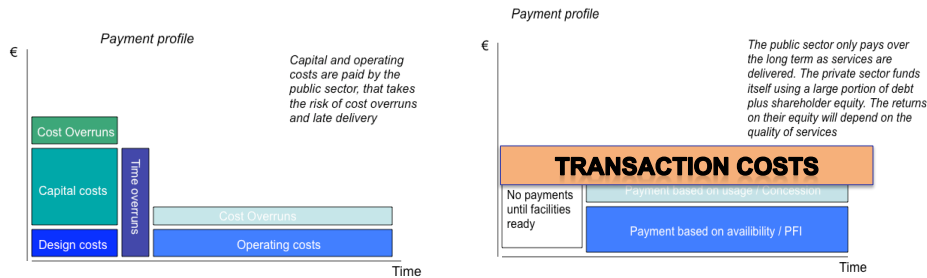 Payment profile
€
Capital and operating
costs are paid by the
public sector, that takes
the risk of cost overruns
and late delivery
Cost Overruns
Capital costs
Time overruns
Cost Overruns
Design costs
Operating costs
Time
Payment profile
€
The public sector only pays over
the long term as services are
delivered. The private sector funds
itself using a large portion of debt
plus shareholder equity. The returns
on their equity will depend on the
quality of services
TRANSACTION COSTS
No payments
until facilities
ready
Payment based on usage / Concession
Payment based on availibility / PFI
Time